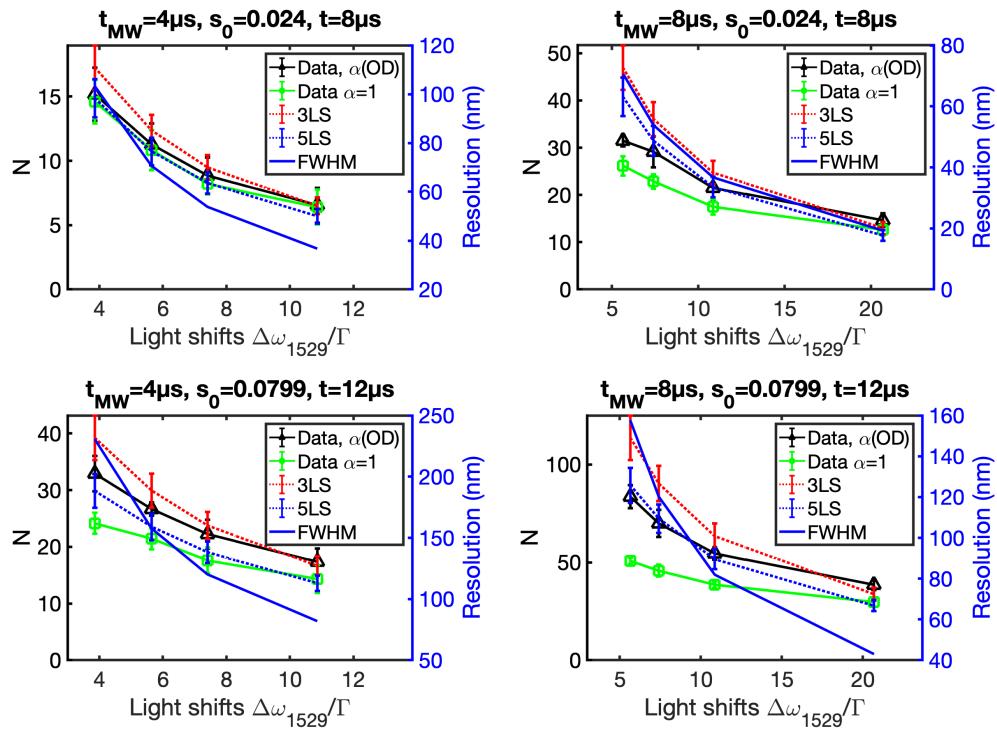 t_MW=4μs, s_0=0.024, t=8μs
120
100
80
60
40
20
15
10
5
0
N
Resolution (nm)
Data, α(OD)
Data α=1
3LS
5LS
FWHM
4 6 8 10 12
Light shifts Δω_1529/Γ
t_MW=8μs, s_0=0.024, t=8μs
50
40
30
20
10
0
N
80
60
40
20
0
Resolution (nm)
Data, α(OD)
Data α=1
3LS
5LS
FWHM
5 10 15 20
Light shifts Δω_1529/Γ
t_MW=4μs, s_0=0.0799, t=12μs
40
30
20
10
0
N
250
200
150
100
50
Resolution (nm)
Data, α(OD)
Data α=1
3LS
5LS
FWHM
4 6 8 10 12
Light shifts Δω_1529/Γ
t_MW=8μs, s_0=0.0799, t=12μs
100
50
0
N
160
140
120
100
80
60
40
Resolution (nm)
Data, α(OD)
Data α=1
3LS
5LS
FWHM
5 10 15 20
Light shifts Δω_1529/Γ